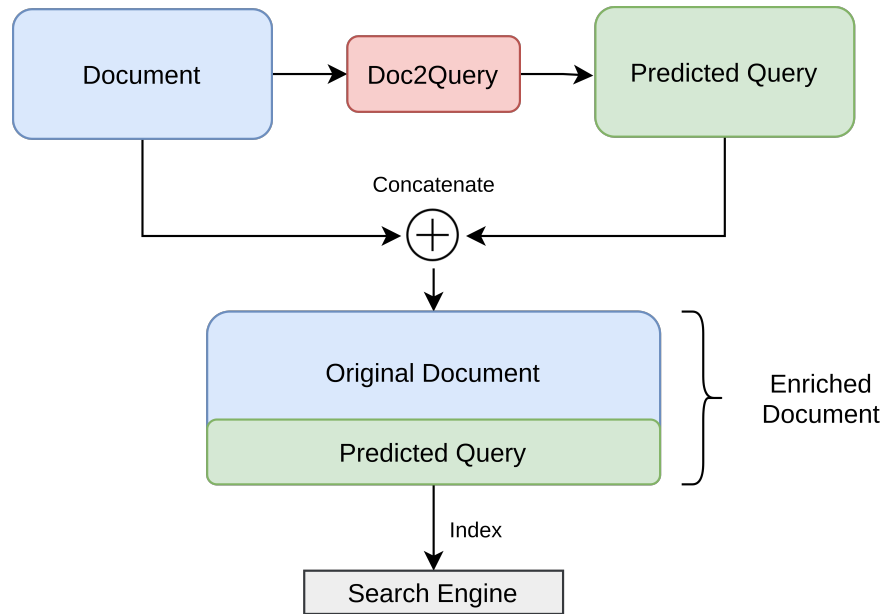 Document
Doc2Query
Predicted Query
Concatenate
Original Document
Enriched
Document
Predicted Query
Index
Search Engine